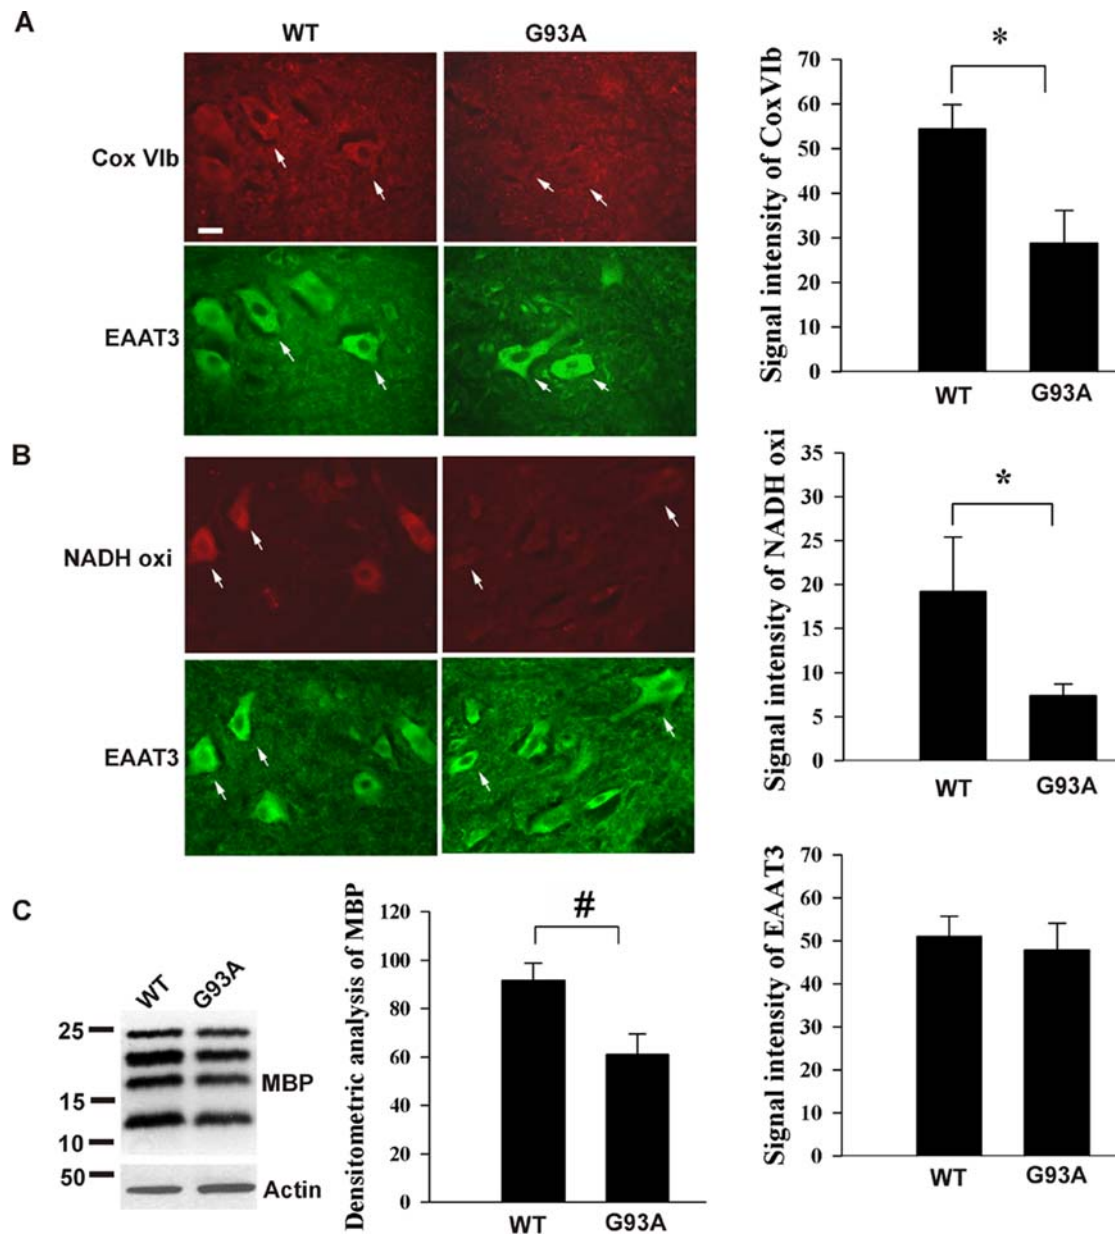 A
WT
G93A
Cox VIb
EAAT3
Signal intensity of CoxVIb
70
60
50
40
30
20
10
0
*
WT
G93A
B
NADH oxi
EAAT3
Signal intensity of NADH oxi
35
30
25
20
15
10
5
0
*
WT
G93A
C
WT
G93A
25
15
10
50
MBP
Actin
Densitometric analysis of MBP
120
100
80
60
40
20
0
#
WT
G93A
Signal intensity of EAAT3
70
60
50
40
30
20
10
0
WT
G93A